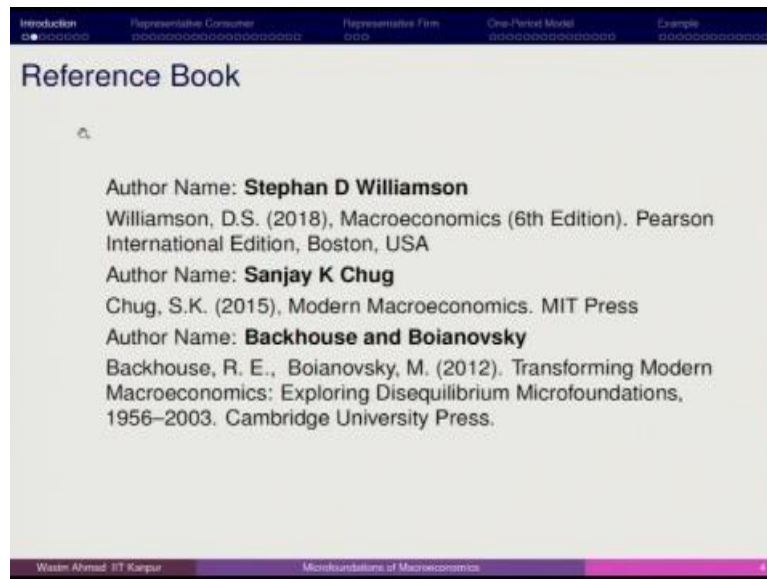 Introduction Representative Consumer Representative Firm One-Period Model Example
Reference Book
Author Name: Stephan D Williamson
Williamson, D.S. (2018), Macroeconomics (6th Edition). Pearson
International Edition, Boston, USA
Author Name: Sanjay K Chug
Chug, S.K. (2015), Modern Macroeconomics. MIT Press
Author Name: Backhouse and Boianovsky
Backhouse, R. E., Boianovsky, M. (2012). Transforming Modern
Macroeconomics: Exploring Disequilibrium Microfoundations,
1956–2003. Cambridge University Press.
Wasim Ahmad IIT Kanpur Microfoundations of Macroeconomics 4